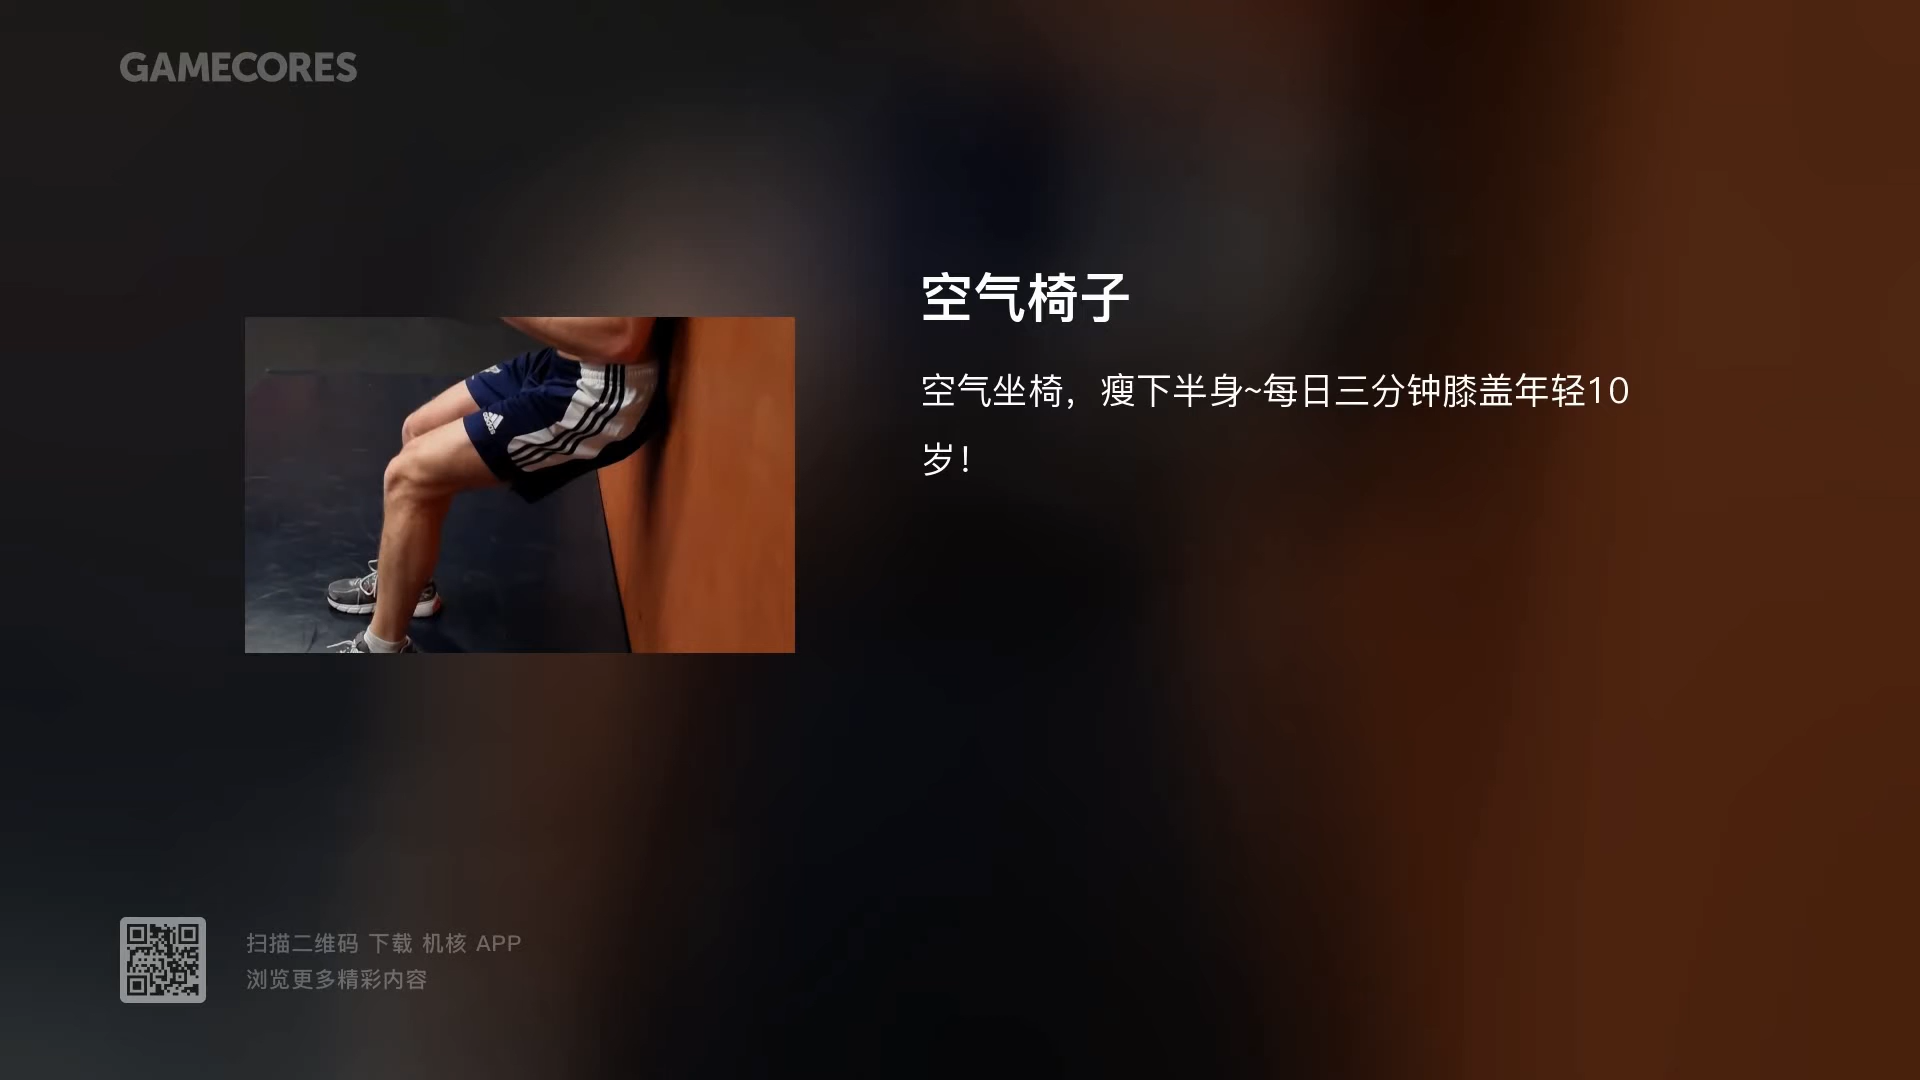 GAMECORES
空气椅子
空气坐椅，瘦下半身~每日三分钟膝盖年轻10
岁！
adidas
扫描二维码 下载 机核 APP
浏览更多精彩内容